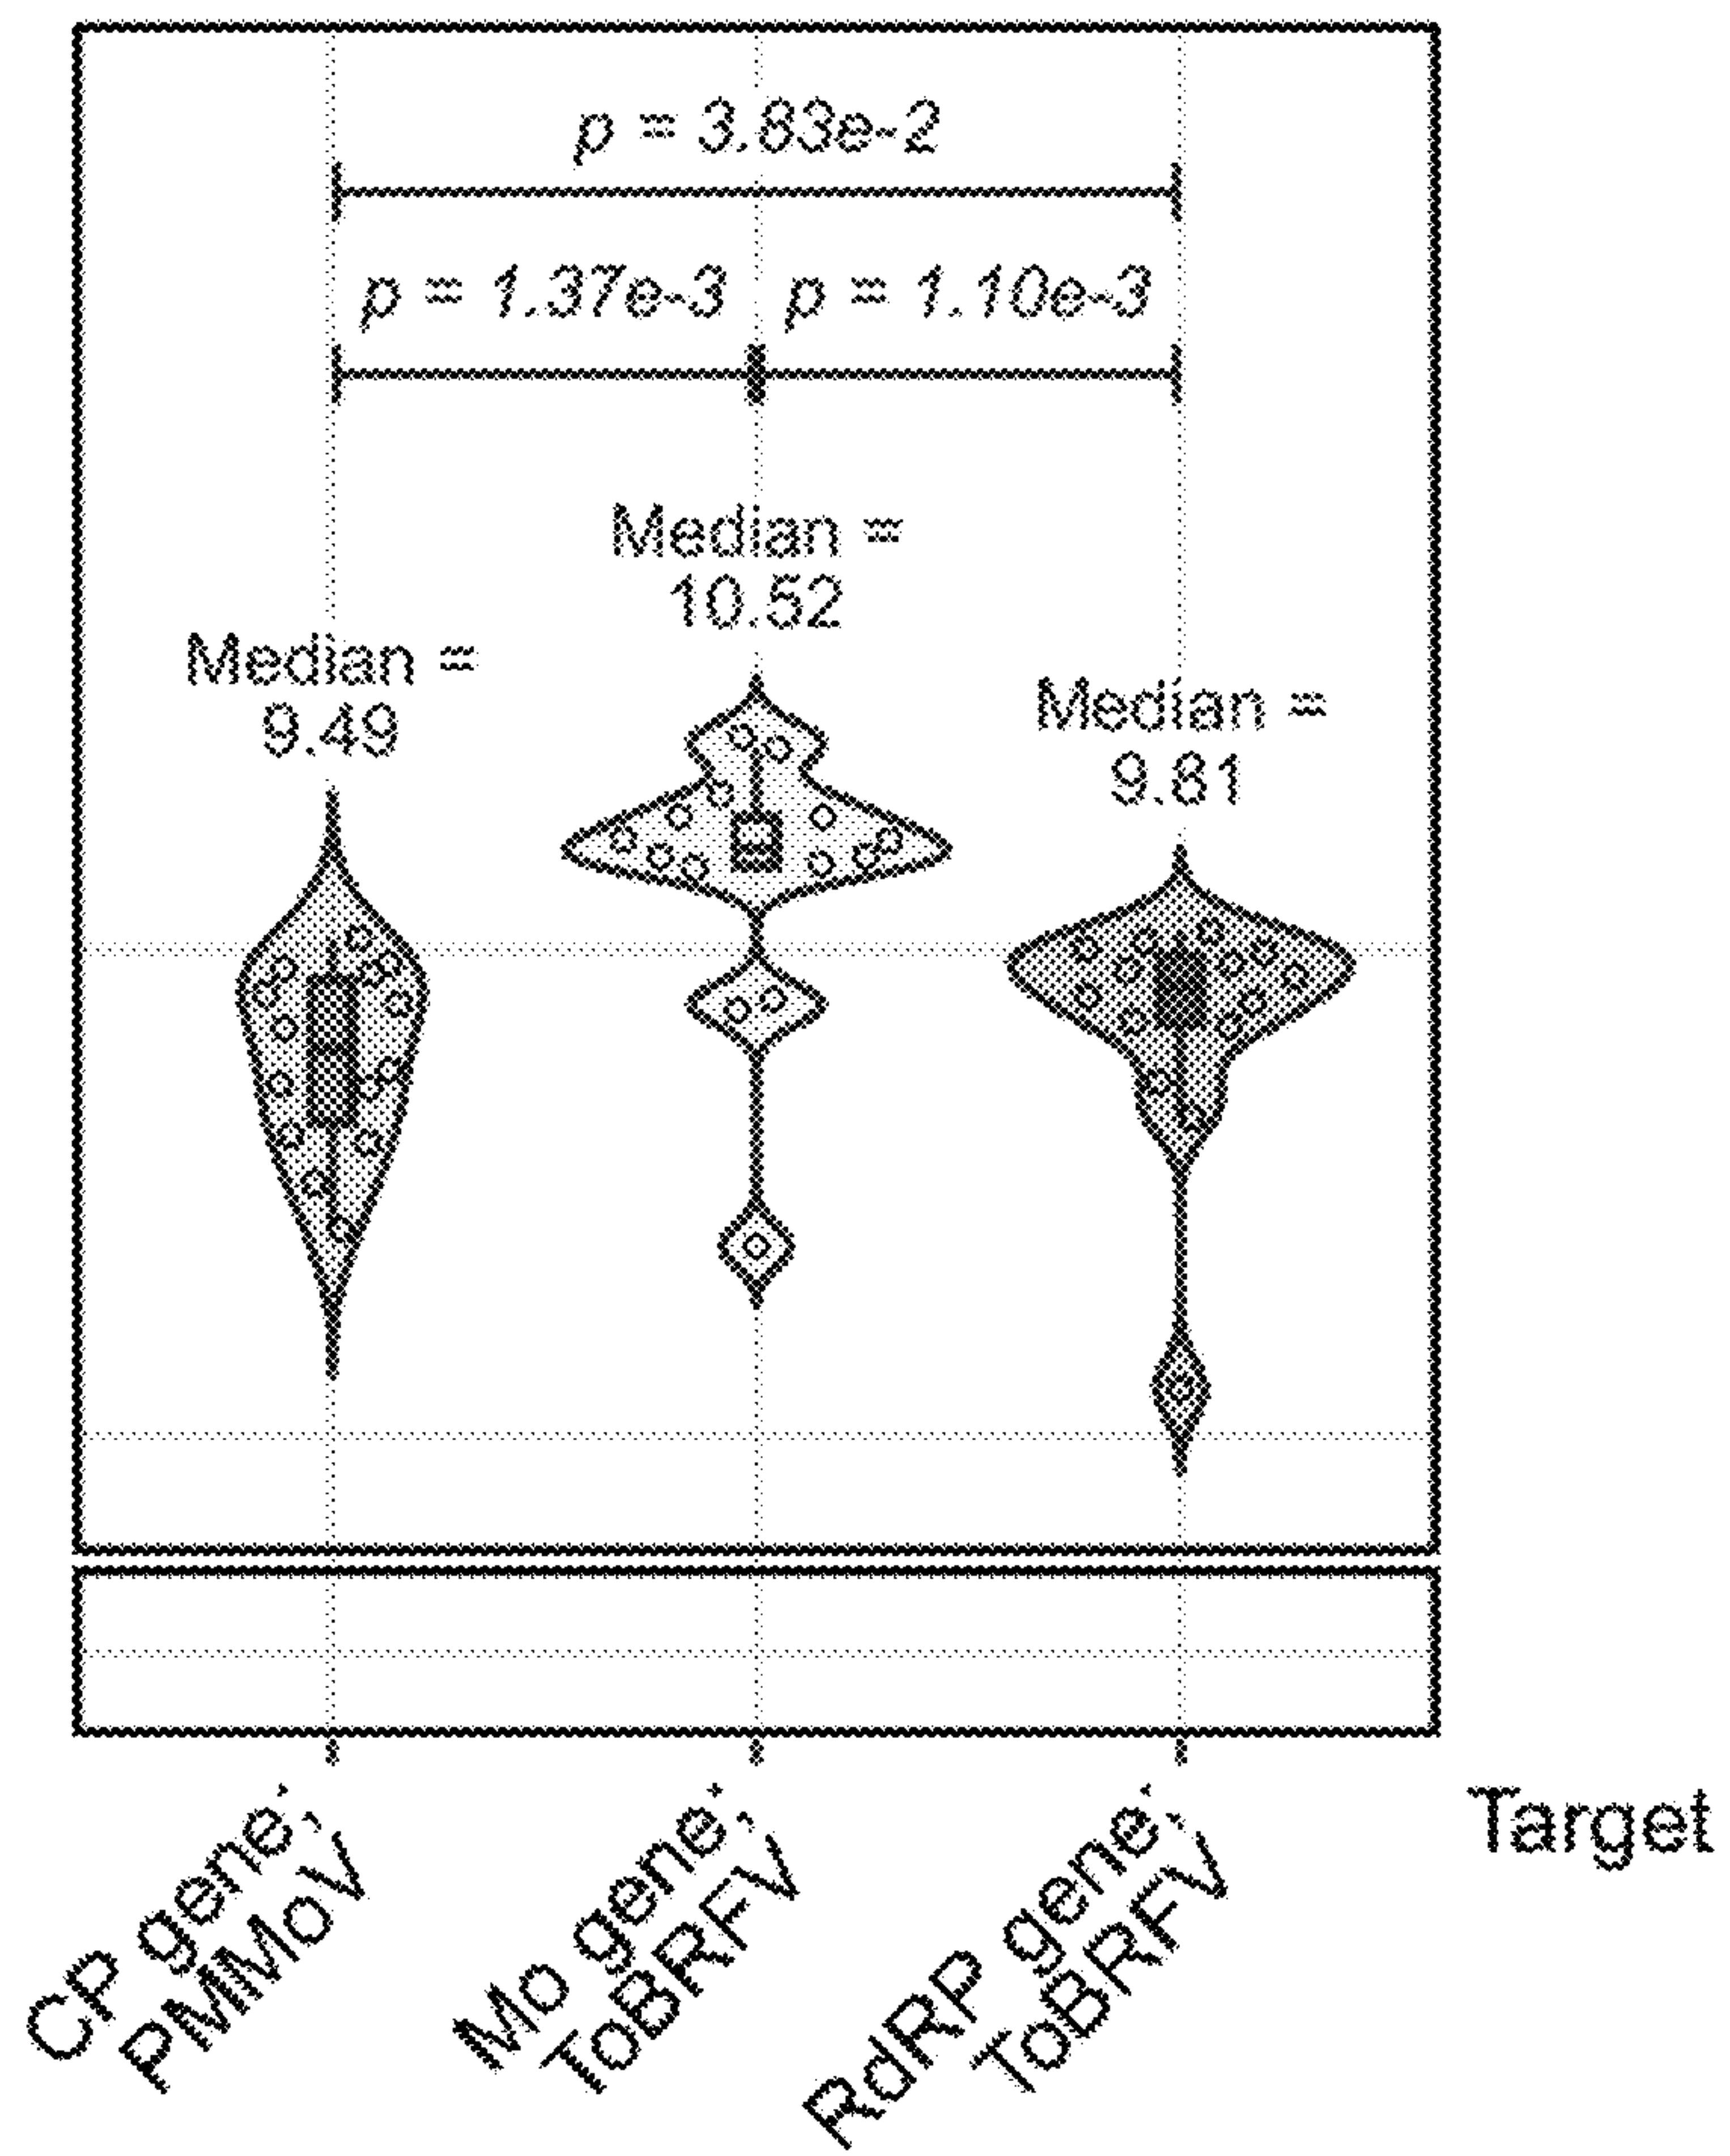 p = 3.83e-2
p = 1.37e-3 p = 1.10e-3
Median =
10.52
Median =
9.49
Median =
9.81
CP gene;
PMMoV
Mo gene;
ToBRFV
RdRP gene;
ToBRFV
Target